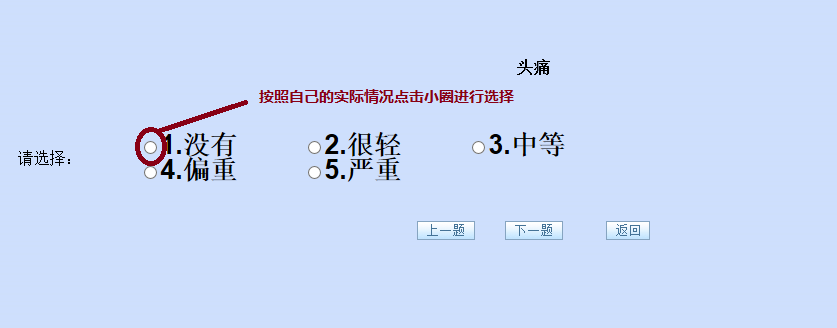 头痛
按照自己的实际情况点击小圈进行选择
请选择： 1.没有 2.很轻 3.中等
4.偏重 5.严重
上一题 下一题 返回